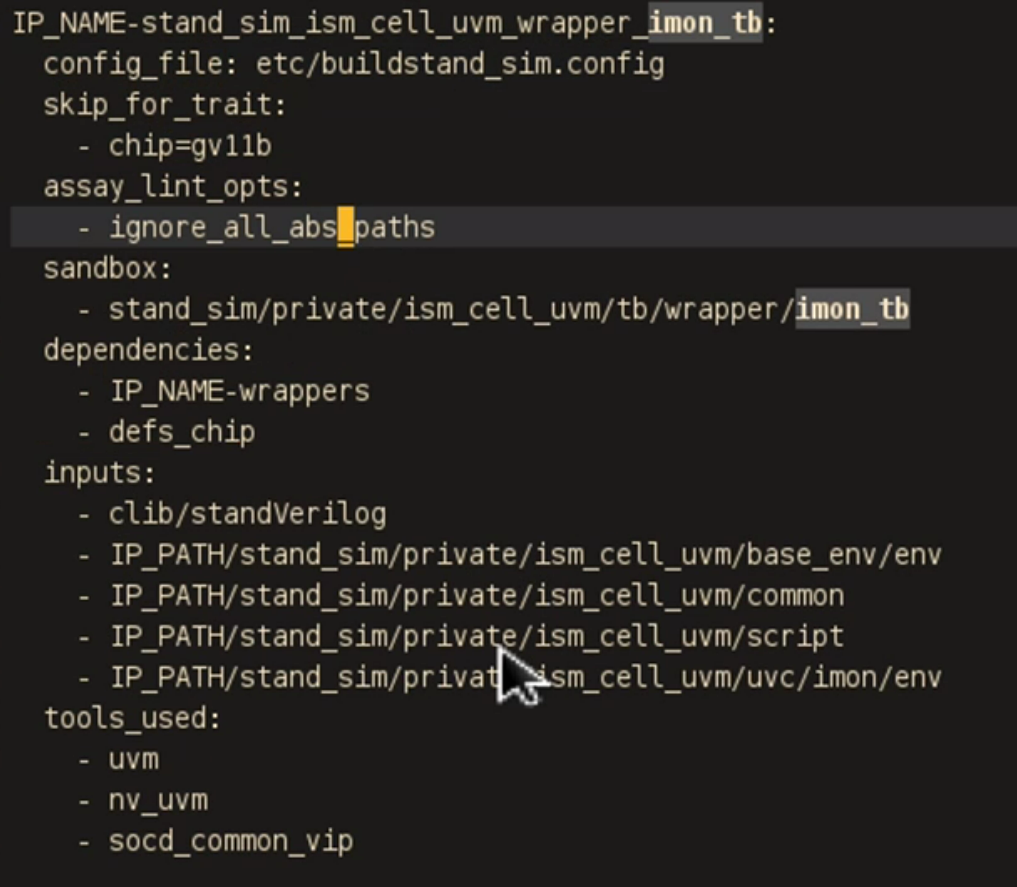 IP_NAME-stand_sim_ism_cell_uvm_wrapper_imon_tb:
  config_file: etc/buildstand_sim.config
  skip_for_trait:
    - chip=gv11b
  assay_lint_opts:
    - ignore_all_abs_paths
  sandbox:
    - stand_sim/private/ism_cell_uvm/tb/wrapper/imon_tb
  dependencies:
    - IP_NAME-wrappers
    - defs_chip
  inputs:
    - clib/standVerilog
    - IP_PATH/stand_sim/private/ism_cell_uvm/base_env/env
    - IP_PATH/stand_sim/private/ism_cell_uvm/common
    - IP_PATH/stand_sim/private/ism_cell_uvm/script
    - IP_PATH/stand_sim/private/ism_cell_uvm/uvc/imon/env
  tools_used:
    - uvm
    - nv_uvm
    - socd_common_vip